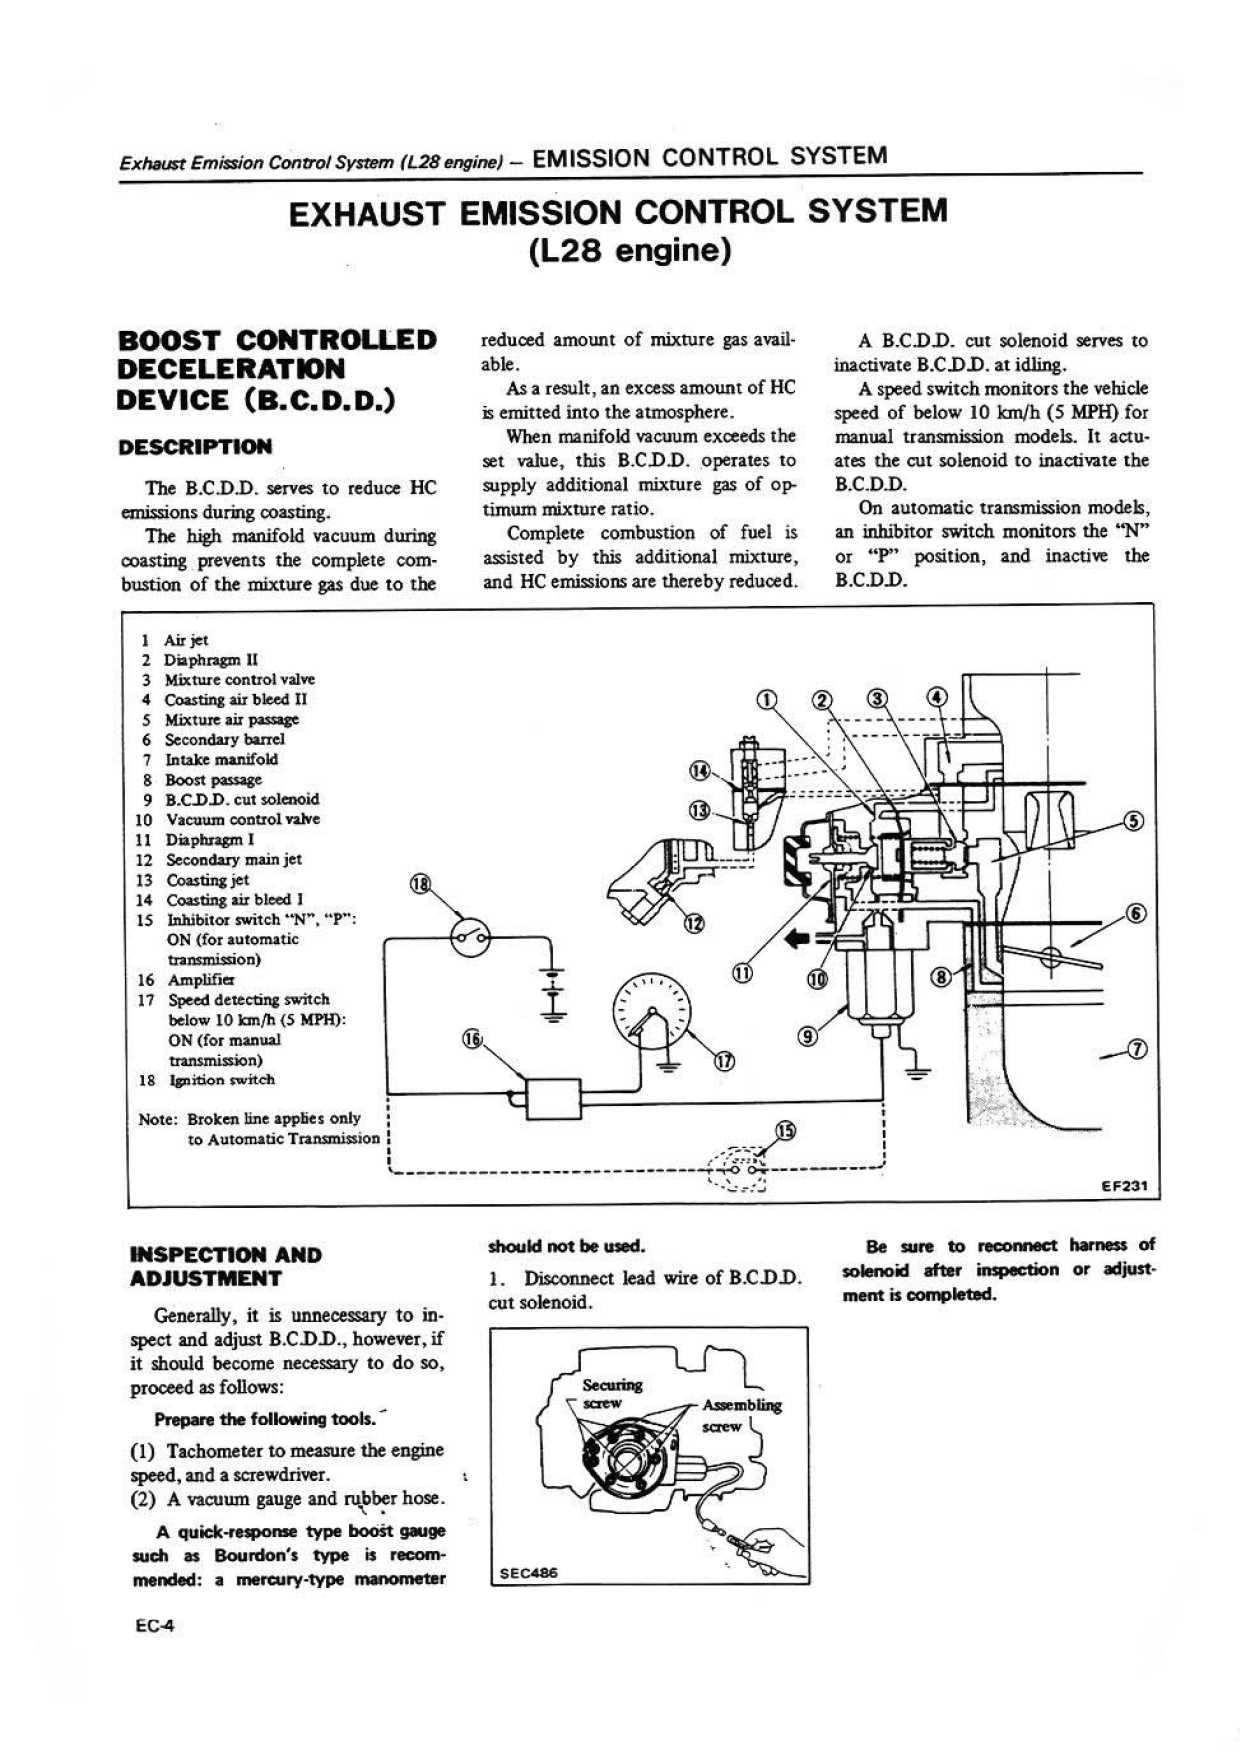 Exhaust Emission Control System (L28 engine) – EMISSION CONTROL SYSTEM
EXHAUST EMISSION CONTROL SYSTEM
(L28 engine)
BOOST CONTROLLED
DECELERATION
DEVICE (B.C.D.D.)
DESCRIPTION
The B.C.D.D. serves to reduce HC
emissions during coasting.
The high manifold vacuum during
coasting prevents the complete com-
bustion of the mixture gas due to the
reduced amount of mixture gas avail-
able.
As a result, an excess amount of HC
is emitted into the atmosphere.
When manifold vacuum exceeds the
set value, this B.C.D.D. operates to
supply additional mixture gas of op-
timum mixture ratio.
Complete combustion of fuel is
assisted by this additional mixture,
and HC emissions are thereby reduced.
A B.C.D.D. cut solenoid serves to
inactivate B.C.D.D. at idling.
A speed switch monitors the vehicle
speed of below 10 km/h (5 MPH) for
manual transmission models. It actu-
ates the cut solenoid to inactivate the
B.C.D.D.
On automatic transmission models,
an inhibitor switch monitors the “N”
or “P” position, and inactive the
B.C.D.D.
1 Air jet
2 Diaphragm II
3 Mixture control valve
4 Coasting air bleed II
5 Mixture air passage
6 Secondary barrel
7 Intake manifold
8 Boost passage
9 B.C.D.D. cut solenoid
10 Vacuum control valve
11 Diaphragm I
12 Secondary main jet
13 Coasting jet
14 Coasting air bleed I
15 Inhibitor switch “N”, “P”:
ON (for automatic
transmission)
16 Amplifier
17 Speed detecting switch
below 10 km/h (5 MPH):
ON (for manual
transmission)
18 Ignition switch
Note: Broken line applies only
to Automatic Transmission
1
2
3
4
14
13
5
18
12
6
11
10
8
9
16
17
7
15
EF231
INSPECTION AND
ADJUSTMENT
Generally, it is unnecessary to in-
spect and adjust B.C.D.D., however, if
it should become necessary to do so,
proceed as follows:
Prepare the following tools.
(1) Tachometer to measure the engine
speed, and a screwdriver.
(2) A vacuum gauge and rubber hose.
A quick-response type boost gauge
such as Bourdon's type is recom-
mended: a mercury-type manometer
should not be used.
1. Disconnect lead wire of B.C.D.D.
cut solenoid.
Securing
screw
Assembling
screw
SEC486
Be sure to reconnect harness of
solenoid after inspection or adjust-
ment is completed.
EC-4